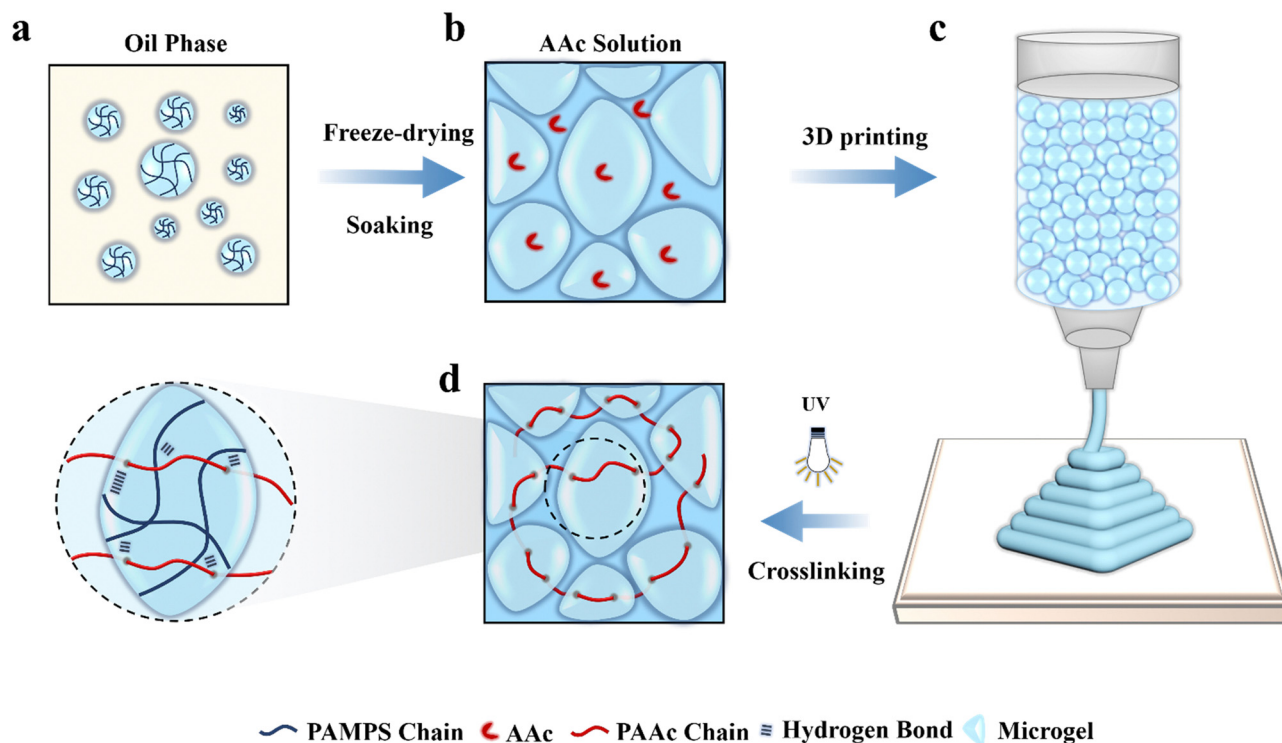 a
Oil Phase
b
AAc Solution
c
Freeze-drying
Soaking
3D printing
d
UV
Crosslinking
PAMPS Chain
AAc
PAAc Chain
Hydrogen Bond
Microgel